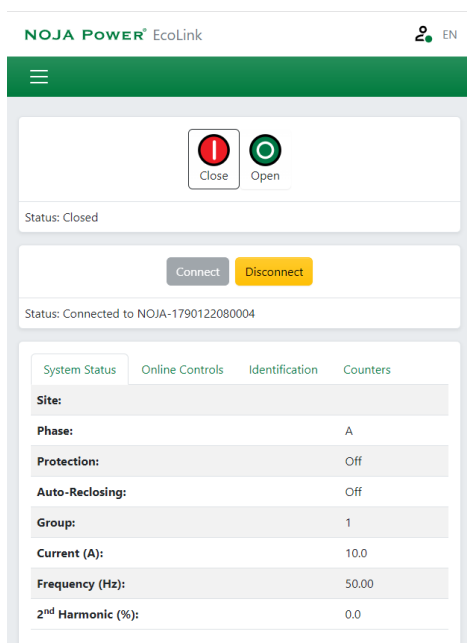 NOJA POWER® EcoLink EN
Close Open
Status: Closed
Connect Disconnect
Status: Connected to NOJA-1790122080004
System Status Online Controls Identification Counters
Site:
Phase: A
Protection: Off
Auto-Reclosing: Off
Group: 1
Current (A): 10.0
Frequency (Hz): 50.00
2nd Harmonic (%): 0.0